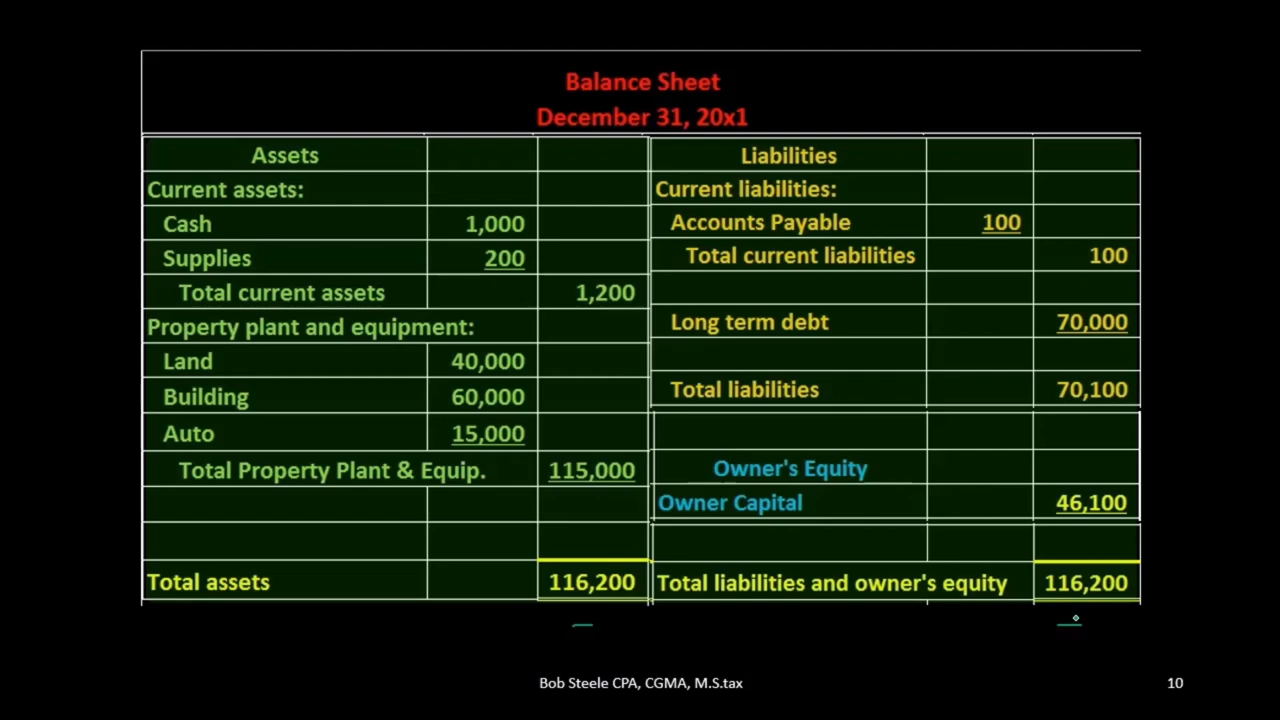 Balance Sheet
December 31, 20x1
Assets
Current assets:
Cash 1,000
Supplies 200
Total current assets 1,200
Property plant and equipment:
Land 40,000
Building 60,000
Auto 15,000
Total Property Plant & Equip. 115,000
Total assets 116,200
Liabilities
Current liabilities:
Accounts Payable 100
Total current liabilities 100
Long term debt 70,000
Total liabilities 70,100
Owner's Equity
Owner Capital 46,100
Total liabilities and owner's equity 116,200
Bob Steele CPA, CGMA, M.S.tax
10